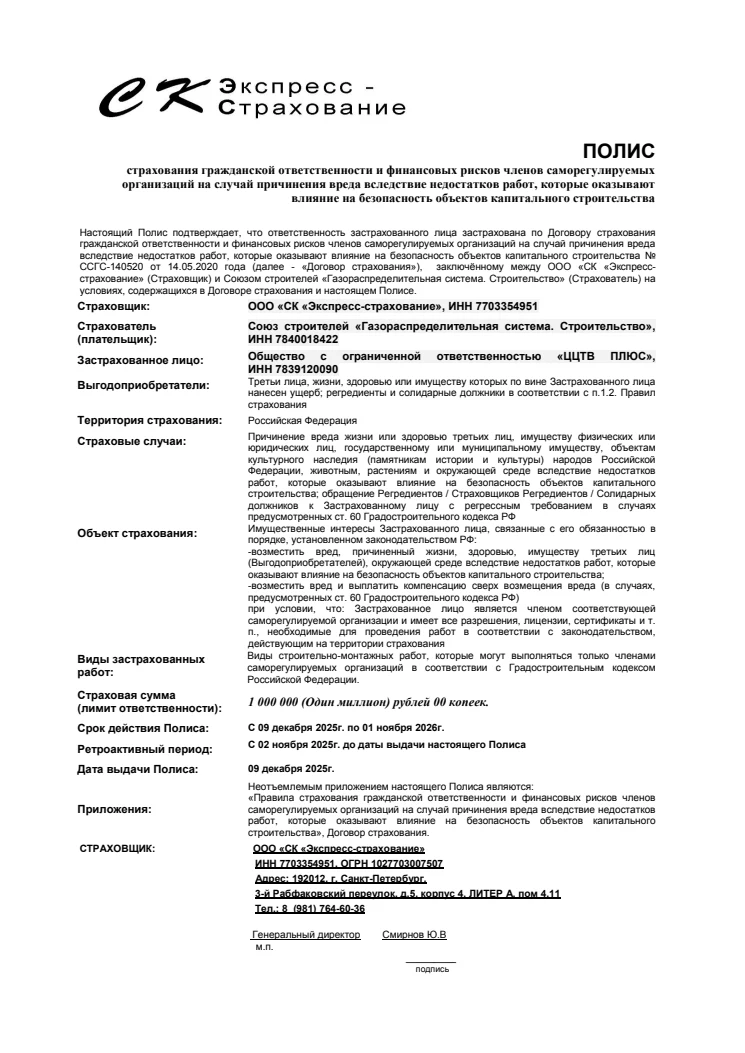 СК Экспресс -
Страхование
ПОЛИС
страхования гражданской ответственности и финансовых рисков членов саморегулируемых
организаций на случай причинения вреда вследствие недостатков работ, которые оказывают
влияние на безопасность объектов капитального строительства
Настоящий Полис подтверждает, что ответственность застрахованного лица застрахована по Договору страхования
гражданской ответственности и финансовых рисков членов саморегулируемых организаций на случай причинения вреда
вследствие недостатков работ, которые оказывают влияние на безопасность объектов капитального строительства №
ССГС-140520 от 14.05.2020 года (далее - «Договор страхования»), заключённому между ООО «СК «Экспресс-
страхование» (Страховщик) и Союзом строителей «Газораспределительная система. Строительство» (Страхователь) на
условиях, содержащихся в Договоре страхования и настоящем Полисе.
Страховщик: ООО «СК «Экспресс-страхование», ИНН 7703354951
Страхователь
(плательщик):
Союз строителей «Газораспределительная система. Строительство»,
ИНН 7840018422
Застрахованное лицо:
Общество с ограниченной ответственностью «ЦЦТВ ПЛЮС»,
ИНН 7839120090
Выгодоприобретатели:
Третьи лица, жизни, здоровью или имуществу которых по вине Застрахованного лица
нанесен ущерб; регредиенты и солидарные должники в соответствии с п.1.2. Правил
страхования
Территория страхования: Российская Федерация
Страховые случаи:
Причинение вреда жизни или здоровью третьих лиц, имуществу физических или
юридических лиц, государственному или муниципальному имуществу, объектам
культурного наследия (памятникам истории и культуры) народов Российской
Федерации, животным, растениям и окружающей среде вследствие недостатков
работ, которые оказывают влияние на безопасность объектов капитального
строительства; обращение Регредиентов / Страховщиков Регредиентов / Солидарных
должников к Застрахованному лицу с регрессным требованием в случаях
предусмотренных ст. 60 Градостроительного кодекса РФ
Объект страхования:
Имущественные интересы Застрахованного лица, связанные с его обязанностью в
порядке, установленном законодательством РФ:
-возместить вред, причиненный жизни, здоровью, имуществу третьих лиц
(Выгодоприобретателей), окружающей среде вследствие недостатков работ, которые
оказывают влияние на безопасность объектов капитального строительства;
-возместить вред и выплатить компенсацию сверх возмещения вреда (в случаях,
предусмотренных ст. 60 Градостроительного кодекса РФ)
при условии, что: Застрахованное лицо является членом соответствующей
саморегулируемой организации и имеет все разрешения, лицензии, сертификаты и т.
п., необходимые для проведения работ в соответствии с законодательством,
действующим на территории страхования
Виды застрахованных
работ:
Виды строительно-монтажных работ, которые могут выполняться только членами
саморегулируемых организаций в соответствии с Градостроительным кодексом
Российской Федерации.
Страховая сумма
(лимит ответственности):
1 000 000 (Один миллион) рублей 00 копеек.
Срок действия Полиса: С 09 декабря 2025г. по 01 ноября 2026г.
Ретроактивный период: С 02 ноября 2025г. до даты выдачи настоящего Полиса
Дата выдачи Полиса: 09 декабря 2025г.
Приложения:
Неотъемлемым приложением настоящего Полиса являются:
«Правила страхования гражданской ответственности и финансовых рисков членов
саморегулируемых организаций на случай причинения вреда вследствие недостатков
работ, которые оказывают влияние на безопасность объектов капитального
строительства», Договор страхования.
СТРАХОВЩИК: ООО «СК «Экспресс-страхование»
ИНН 7703354951, ОГРН 1027703007507
Адрес: 192012, г. Санкт-Петербург,
3-й Рабфаковский переулок, д.5, корпус 4, ЛИТЕР А, пом 4.11
Тел.: 8 (981) 764-60-36
Генеральный директор Смирнов Ю.В
м.п.
подпись